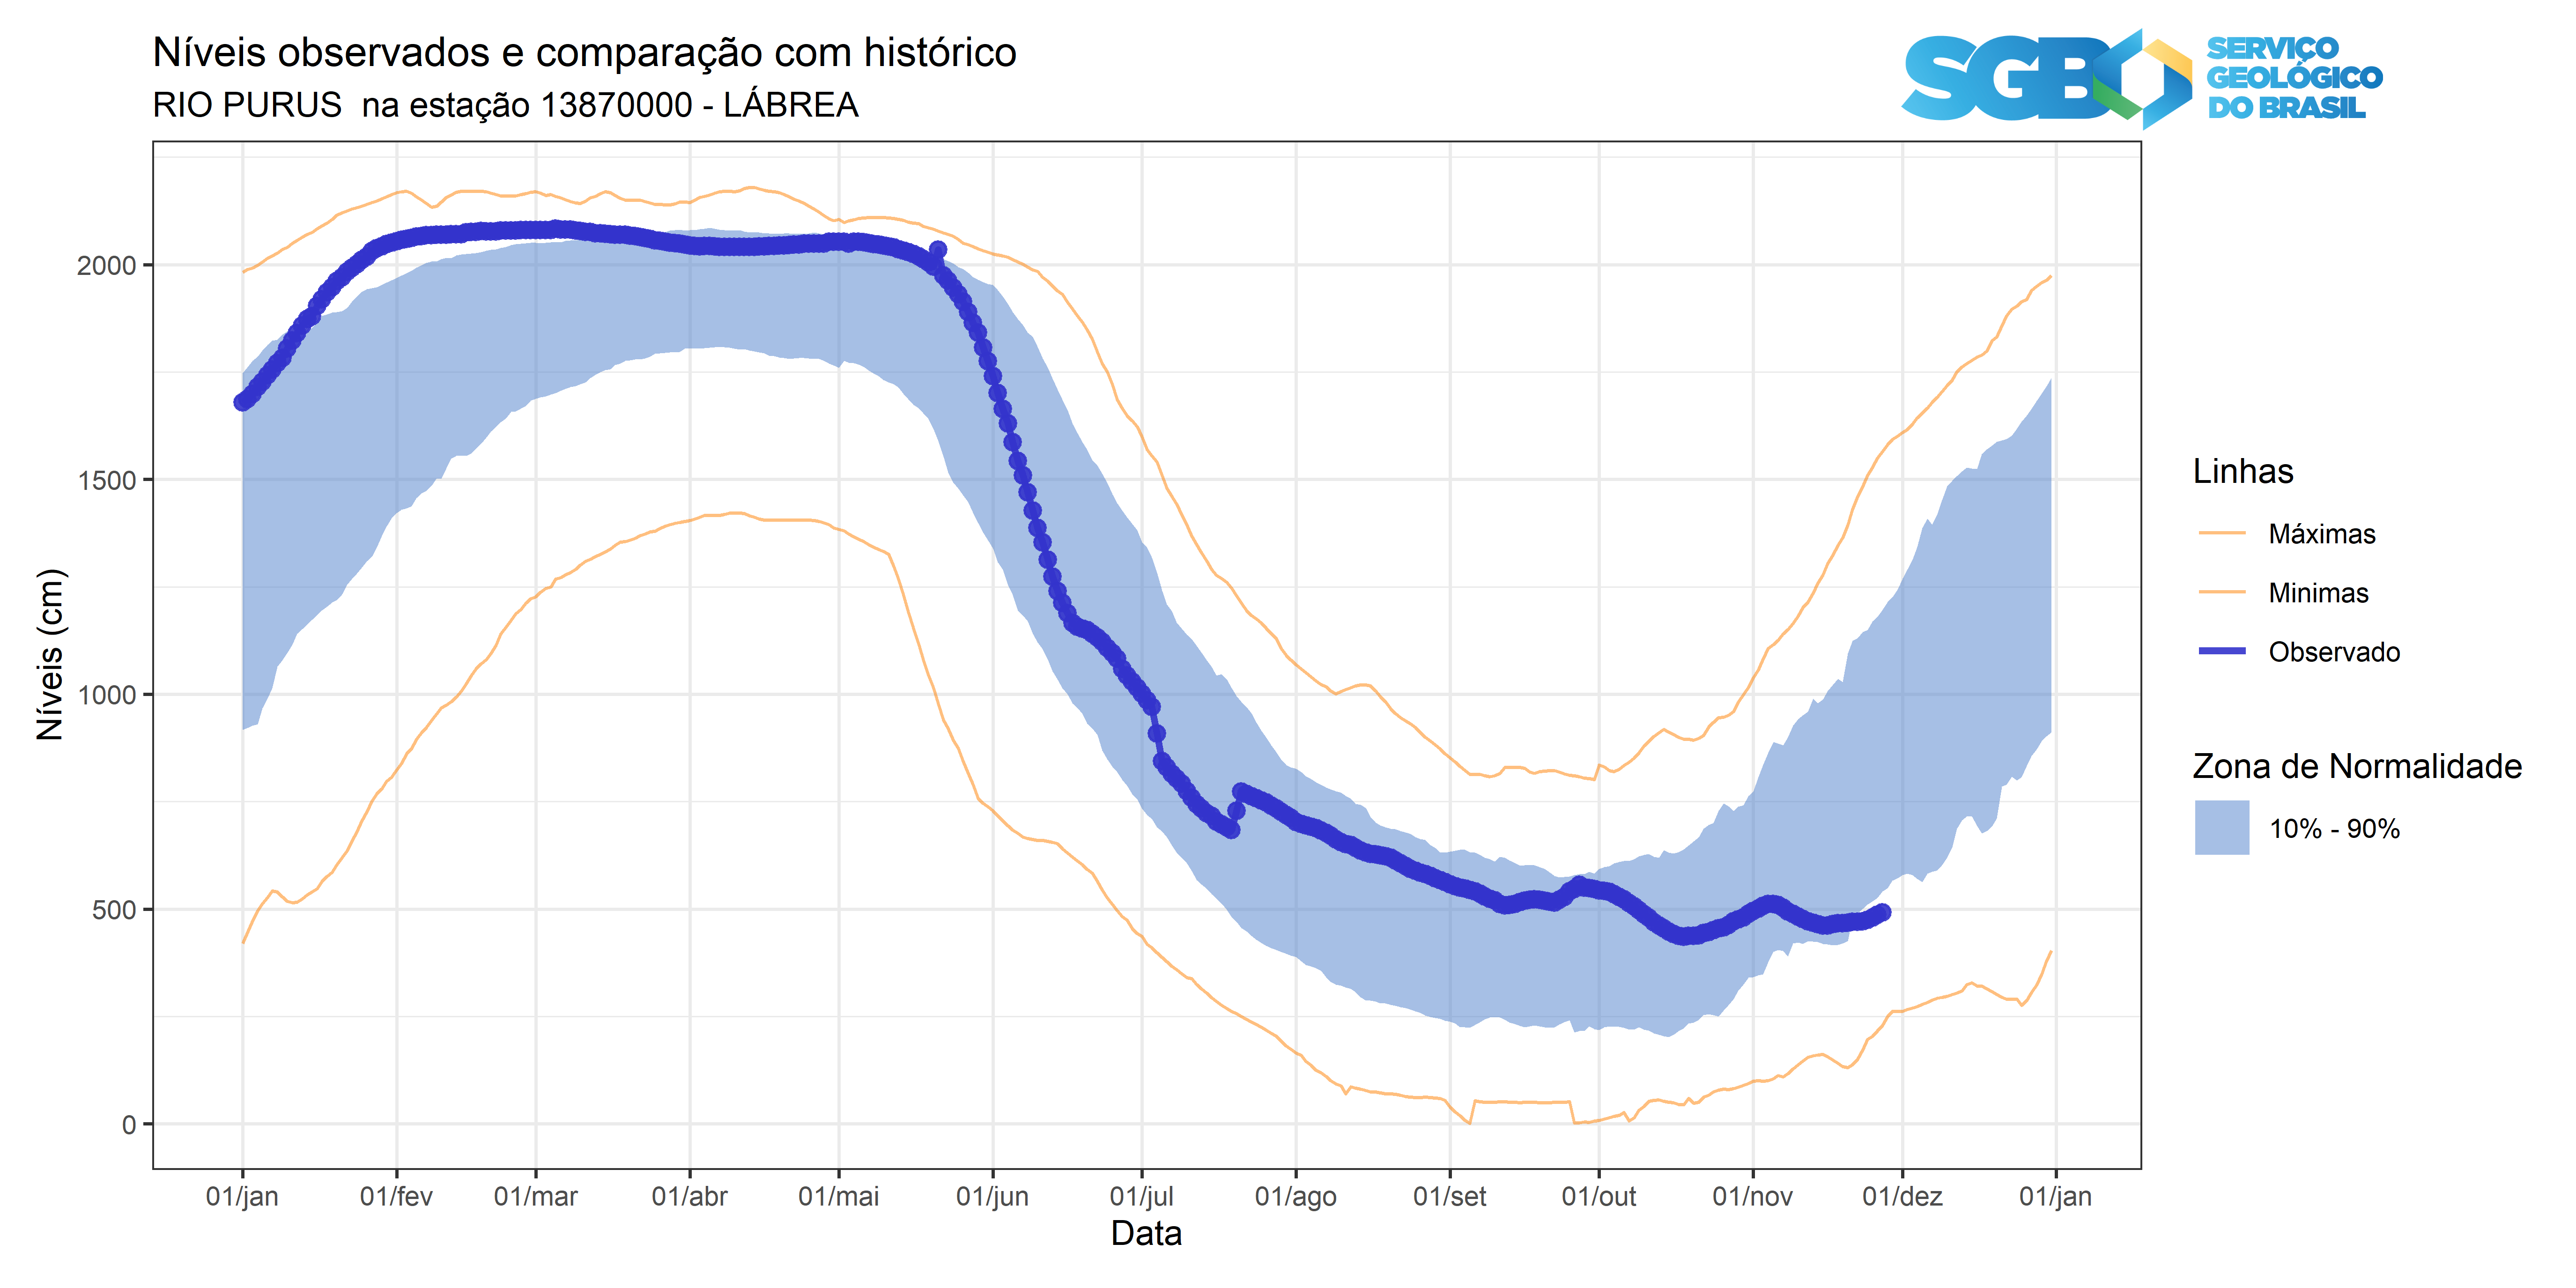 Níveis observados e comparação com histórico
RIO PURUS  na estação 13870000 - LÁBREA
SGB
SERVIÇO
GEOLÓGICO
DO BRASIL
Níveis (cm)
2000
1500
1000
500
0
01/jan
01/fev
01/mar
01/abr
01/mai
01/jun
01/jul
01/ago
01/set
01/out
01/nov
01/dez
01/jan
Data
Linhas
Máximas
Minimas
Observado
Zona de Normalidade
10% - 90%